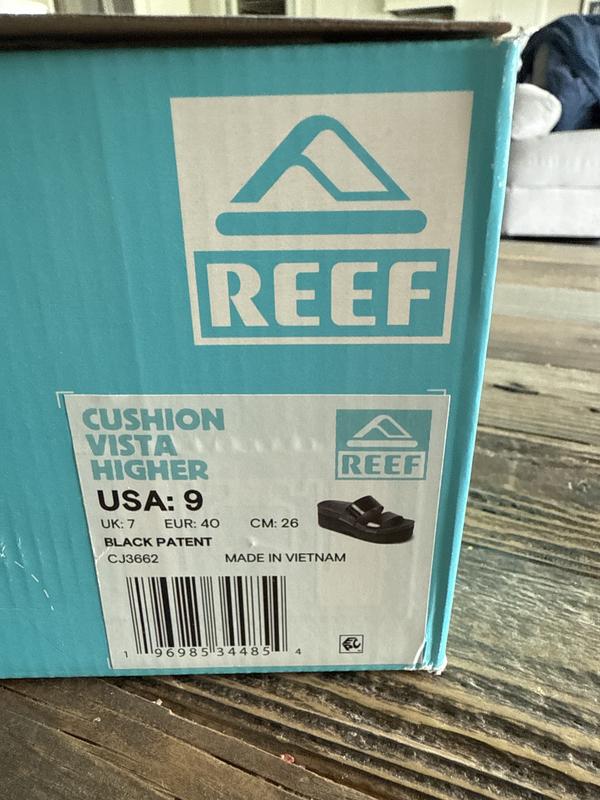 REEF
CUSHION
VISTA
HIGHER
REEF
USA: 9
UK: 7 EUR: 40 CM: 26
BLACK PATENT
CJ3662 MADE IN VIETNAM
1 96985 34485 4